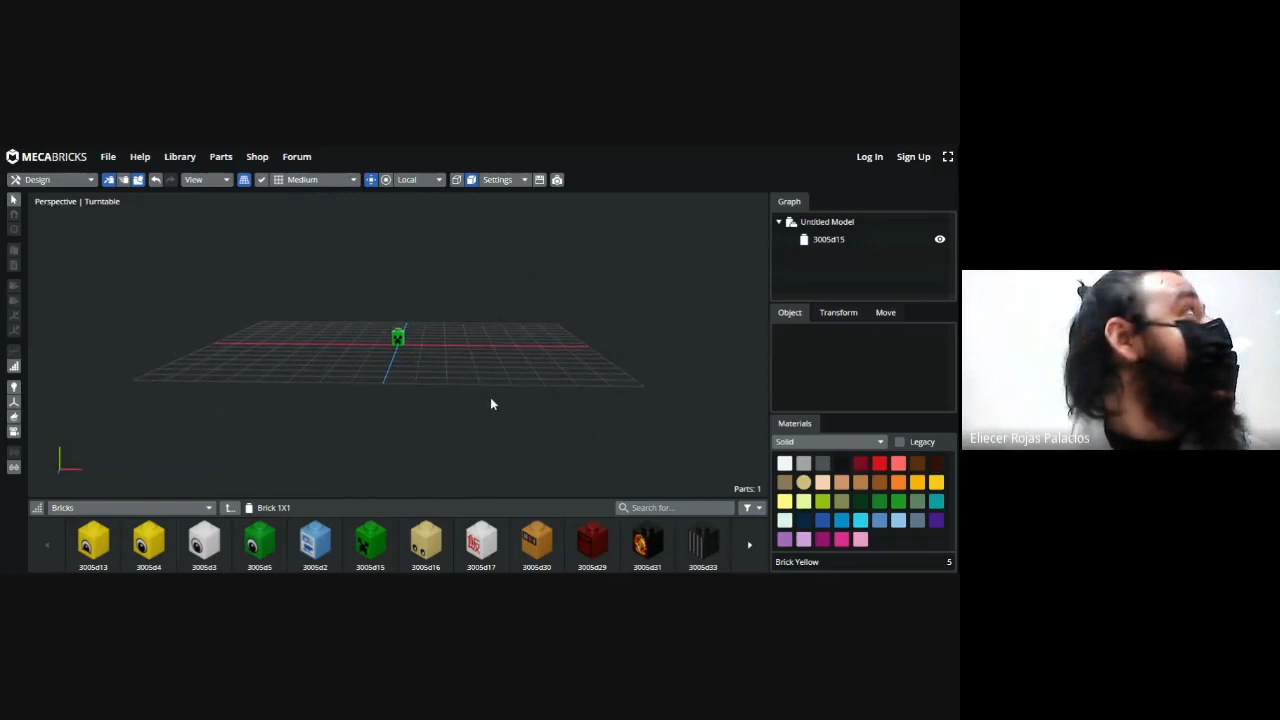 MECABRICKS File Help Library Parts Shop Forum Log In Sign Up
Design View Medium Local Settings
Perspective | Turntable
Graph
Untitled Model
3005d15
Object Transform Move
Materials
Solid Legacy
Parts: 1
Bricks Brick 1X1 Search for...
3005d13 3005d4 3005d3 3005d5 3005d2 3005d15 3005d16 3005d17 3005d30 3005d29 3005d31 3005d33
Brick Yellow 5
Eliecer Rojas Palacios